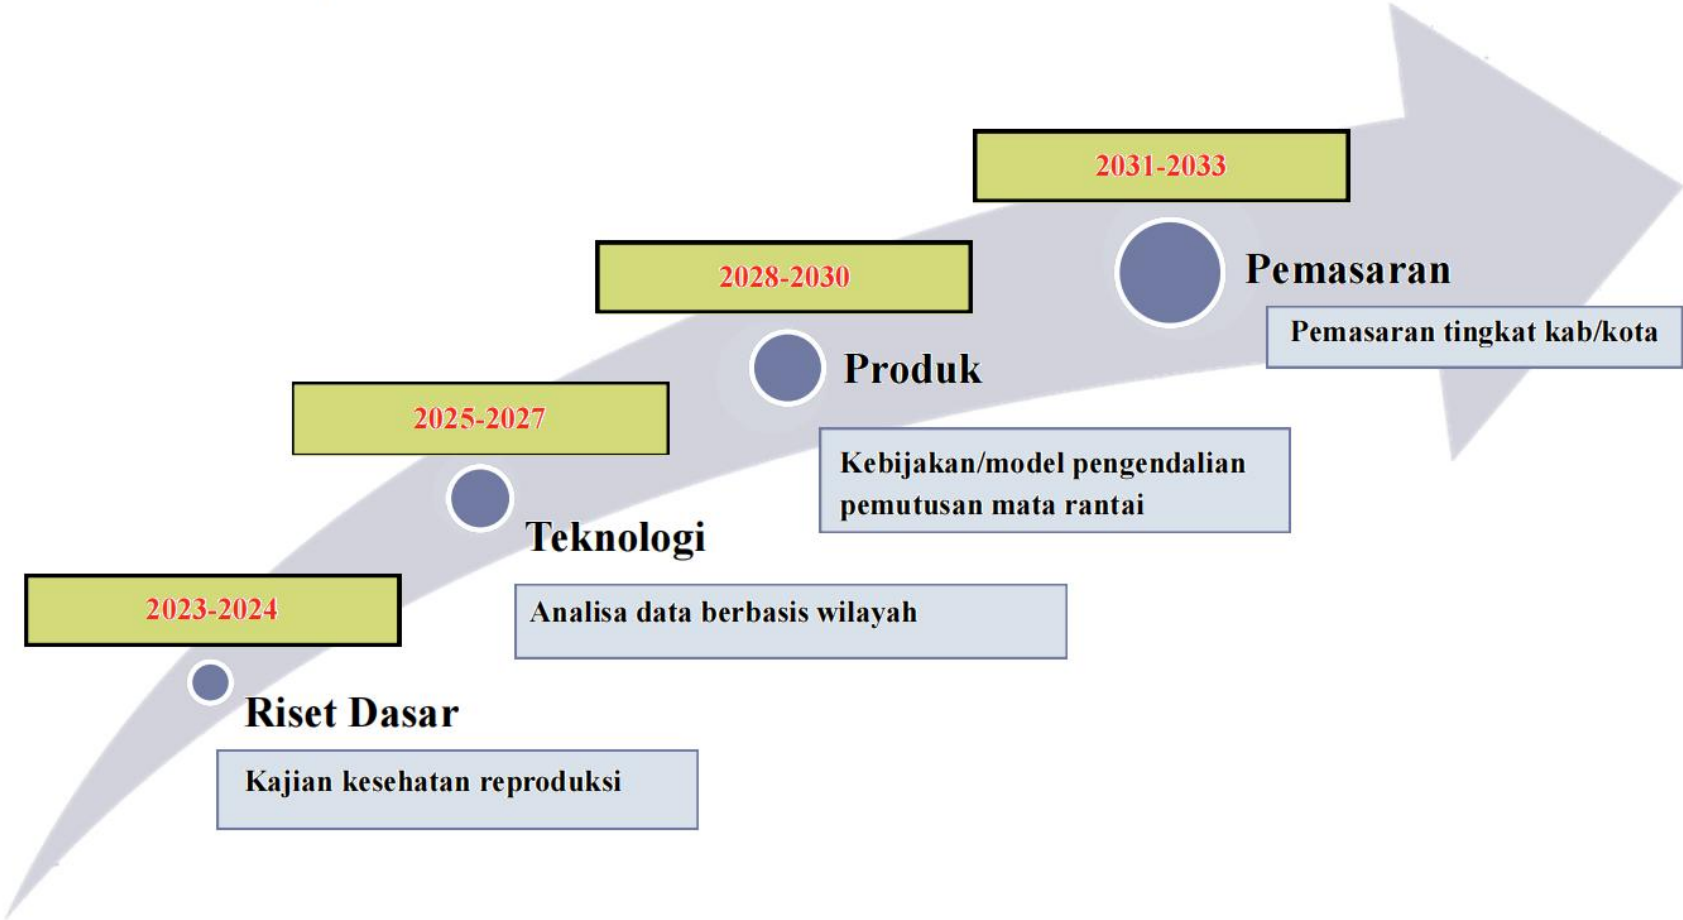 2023-2024
Riset Dasar
Kajian kesehatan reproduksi
2025-2027
Teknologi
Analisa data berbasis wilayah
2028-2030
Produk
Kebijakan/model pengendalian
pemutusan mata rantai
2031-2033
Pemasaran
Pemasaran tingkat kab/kota